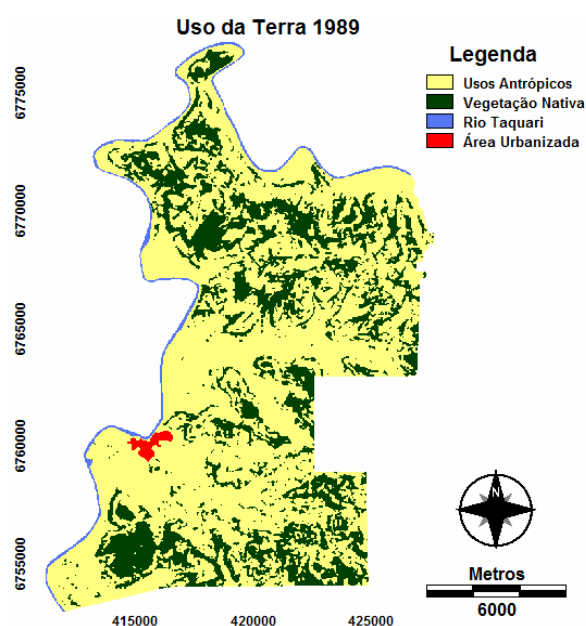 Uso da Terra 1989
Legenda
Usos Antrópicos
Vegetação Nativa
Rio Taquari
Área Urbanizada
6775000
6770000
6765000
6760000
6755000
N
Metros
6000
415000 420000 425000